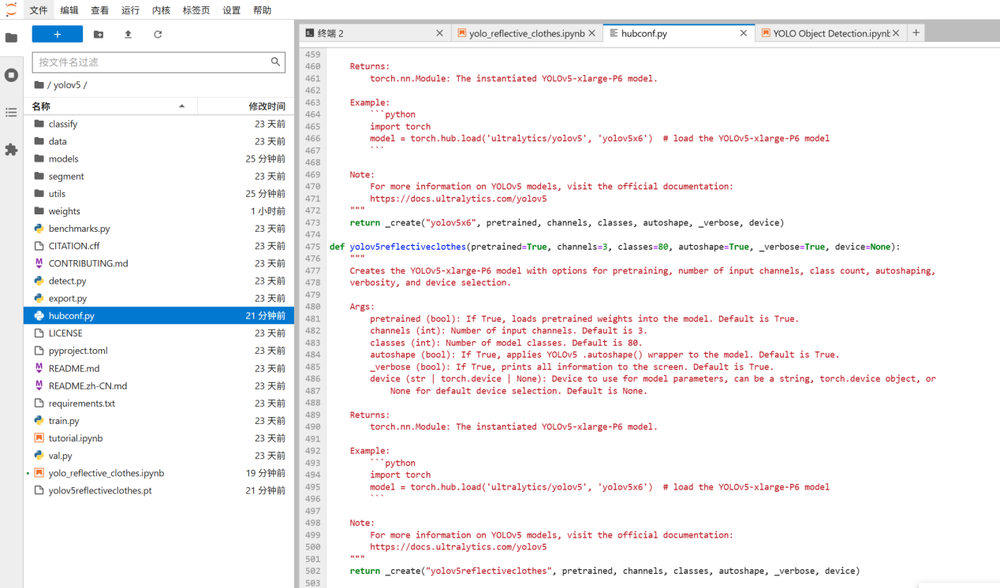 文件 编辑 查看 运行 内核 标签页 设置 帮助
+
按文件名过滤
/ yolov5 /
名称 修改时间
classify 23 天前
data 23 天前
models 25 分钟前
segment 23 天前
utils 25 分钟前
weights 1 小时前
benchmarks.py 23 天前
CITATION.cff 23 天前
CONTRIBUTING.md 23 天前
detect.py 23 天前
export.py 23 天前
hubconf.py 21 分钟前
LICENSE 23 天前
pyproject.toml 23 天前
README.md 23 天前
README.zh-CN.md 23 天前
requirements.txt 23 天前
train.py 23 天前
tutorial.ipynb 23 天前
val.py 23 天前
yolo_reflective_clothes.ipynb 19 分钟前
yolov5reflectiveclothes.pt 21 分钟前
终端 2 yolo_reflective_clothes.ipynb hubconf.py YOLO Object Detection.ipynb +
459
460 Returns:
461 torch.nn.Module: The instantiated YOLOv5-xlarge-P6 model.
462
463 Example:
464 ```python
465 import torch
466 model = torch.hub.load('ultralytics/yolov5', 'yolov5x6')  # load the YOLOv5-xlarge-P6 model
467 ```
468
469 Note:
470 For more information on YOLOv5 models, visit the official documentation:
471 https://docs.ultralytics.com/yolov5
472 """
473 return _create("yolov5x6", pretrained, channels, classes, autoshape, _verbose, device)
474
475 def yolov5reflectiveclothes(pretrained=True, channels=3, classes=80, autoshape=True, _verbose=True, device=None):
476 """
477 Creates the YOLOv5-xlarge-P6 model with options for pretraining, number of input channels, class count, autoshaping,
478 verbosity, and device selection.
479
480 Args:
481 pretrained (bool): If True, loads pretrained weights into the model. Default is True.
482 channels (int): Number of input channels. Default is 3.
483 classes (int): Number of model classes. Default is 80.
484 autoshape (bool): If True, applies YOLOv5 .autoshape() wrapper to the model. Default is True.
485 _verbose (bool): If True, prints all information to the screen. Default is True.
486 device (str | torch.device | None): Device to use for model parameters, can be a string, torch.device object, or
487 None for default device selection. Default is None.
488
489 Returns:
490 torch.nn.Module: The instantiated YOLOv5-xlarge-P6 model.
491
492 Example:
493 ```python
494 import torch
495 model = torch.hub.load('ultralytics/yolov5', 'yolov5x6')  # load the YOLOv5-xlarge-P6 model
496 ```
497
498 Note:
499 For more information on YOLOv5 models, visit the official documentation:
500 https://docs.ultralytics.com/yolov5
501 """
502 return _create("yolov5reflectiveclothes", pretrained, channels, classes, autoshape, _verbose, device)
503